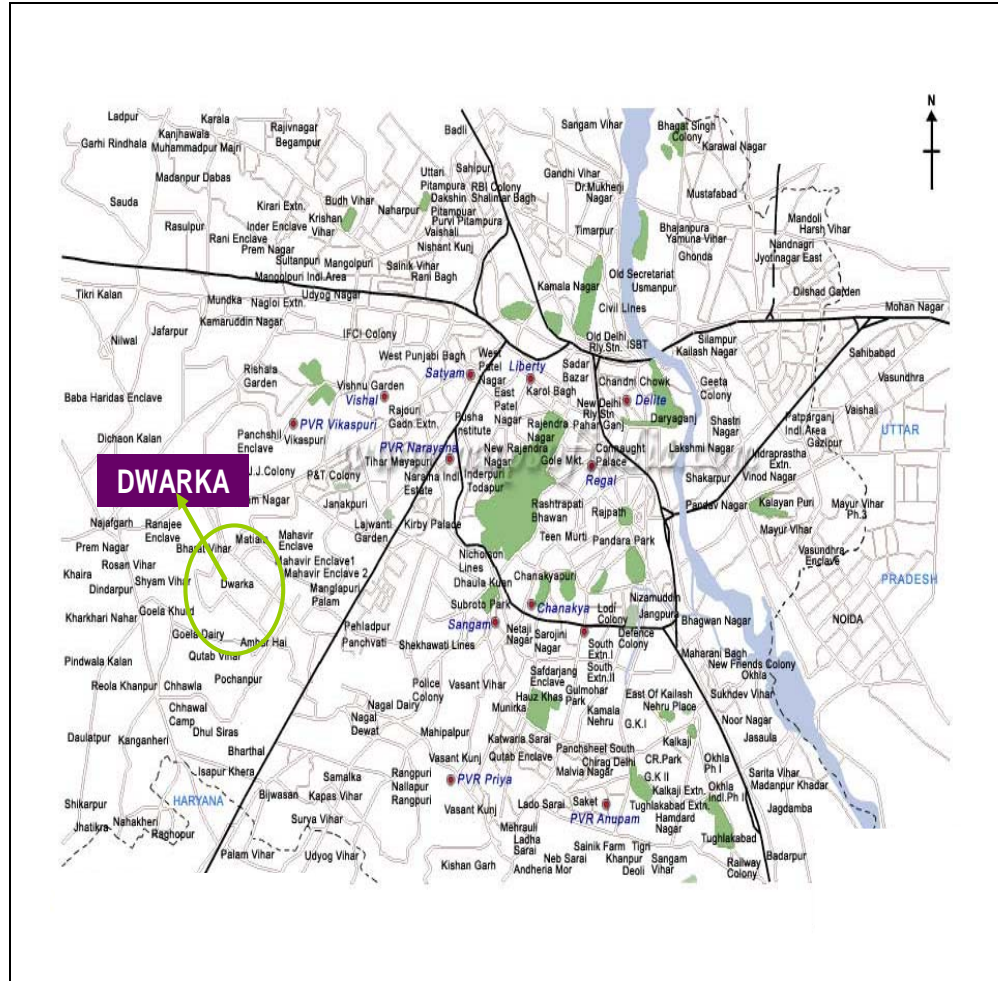 N
Ladpur
Karala
Kanjhawala
Garhi Rindhala
Muhammadpur Majri
Rajivnagar
Begampur
Badli
Sangam Vihar
Bhagat Singh
Colony
Karawal Nagar
Madanpur Dabas
Sauda
Kirari Extn.
Budh Vihar
Uttari
Pitampura
Dakshin
Pitampuar
Purvi Pitampura
Vaishali
Sahipur
RBI Colony
Shalimar Bagh
Gandhi Vihar
Dr.Mukherji
Nagar
Mustafabad
Rasulpur
Inder Enclave
Rani Enclave
Prem Nagar
Krishan
Vihar
Naharpur
Nishant Kunj
Timarpur
Bhajanpura
Yamuna Vihar
Ghonda
Mandoli
Harsh Vihar
Nandnagri
Jyotinagar East
Sultanpuri
Mangolpuri
Mangolpuri Indl.Area
Sainik Vihar
Rani Bagh
Old Secretariat
Usmanpur
Dilshad Garden
Mohan Nagar
Tikri Kalan
Mundka
Nagloi Extn.
Udyog Nagar
Kamaruddin Nagar
Kamala Nagar
Civil Lines
Nilwal
Jafarpur
IFCI Colony
Old Delhi
Rly.Stn.
ISBT
Silampur
Kailash Nagar
Sahibabad
Rishala
Garden
West Punjabi Bagh
Satyam
West
Patel
Nagar
Liberty
Karol Bagh
Sadar
Bazar
Chandni Chowk
Delite
Geeta
Colony
Vasundhra
Baba Haridas Enclave
Vishnu Garden
Vishal
Rajouri
Gadn.Extn.
East
Patel
Nagar
New Delhi
Rly Stn
Pahar Ganj
Daryaganj
Shastri
Nagar
Patparganj
Indl.Area
Gazipur
Vaishali
UTTAR
Dichaon Kalan
Panchshil
Enclave
PVR Vikaspuri
Vikaspuri
Pusha
Institute
Rajendra
Nagar
Connaught
Palace
Lakshmi Nagar
J.J.Colony
P&T Colony
PVR Narayna
Tihar Mayapuri
Naraina Indl
Estate
New Rajendra
Nagar
Inderpuri
Todapur
Gole Mkt.
Regal
Indraprastha
Extn.
Vinod Nagar
Shakarpur
DWARKA
Janakpuri
Rashtrapati
Bhawan
Rajpath
Pandav Nagar
Kalayan Puri
Mayur Vihar
Ph.3
Najafgarh
Ranajee
Enclave
Matiala
Mahavir
Enclave
Lajwanti
Garden
Kirby Palace
Teen Murti
Pandara Park
Mayur Vihar
Prem Nagar
Bharat Vihar
Rosan Vihar
Mahavir Enclave1
Mahavir Enclave 2
Nicholson
Lines
Vasundhra
Enclave
Khaira
Dindarpur
Shyam Vihar
Dwarka
Manglapuri
Palam
Dhaula Kuan
Chanakyapuri
Nizamuddin
PRADESH
Kharkhari Nahar
Goela Khurd
Subroto Park
Chanakya
Lodi
Colony
Jangpura
Bhagwan Nagar
NOIDA
Goela Dairy
Ambar Hai
Pehladpur
Panchvati
Sangam
Netaji
Nagar
Sarojini
Nagar
Defence
Colony
Shekhawati Lines
South
Extn.I
Maharani Bagh
New Friends Colony
Okhla
Pindwala Kalan
Qutab Vihar
Safdarjang
Enclave
South
Extn.II
Reola Khanpur
Chhawla
Pochanpur
Police
Colony
Vasant Vihar
Munirka
Hauz Khas
Gulmohar
Park
East Of Kailash
Nehru Place
Sukhdev Vihar
Chhawal
Camp
Dhul Siras
Nagal Dairy
Nagal
Dewat
Kamala
Nehru
G.K.I
Noor Nagar
Daulatpur
Kanganheri
Bharthal
Mahipalpur
Katwaria Sarai
Qutab Enclave
Panchsheel South
Chirag Delhi
Kalkaji
Jasaula
Isapur Khera
Samalka
Vasant Kunj
Rangpuri
Nallapur
Rangpuri
PVR Priya
Malvia Nagar
CR.Park
G.K II
Okhla
Ph I
Sarita Vihar
Madanpur Khadar
Shikarpur
HARYANA
Bijwasan
Kapas Vihar
Vasant Kunj
Lado Sarai
Saket
PVR Anupam
Kalkaji Extn.
Tughlakabad Extn.
Okhla
Indl.Ph II
Jagdamba
Jhatikra
Nahakheri
Raghopur
Surya Vihar
Mehrauli
Ladha
Sarai
Hamdard
Nagar
Tughlakabad
Palam Vihar
Udyog Vihar
Kishan Garh
Neb Sarai
Andheria Mor
Sainik Farm
Tigri
Khanpur
Deoli
Sangam
Vihar
Railway
Colony
Badarpur